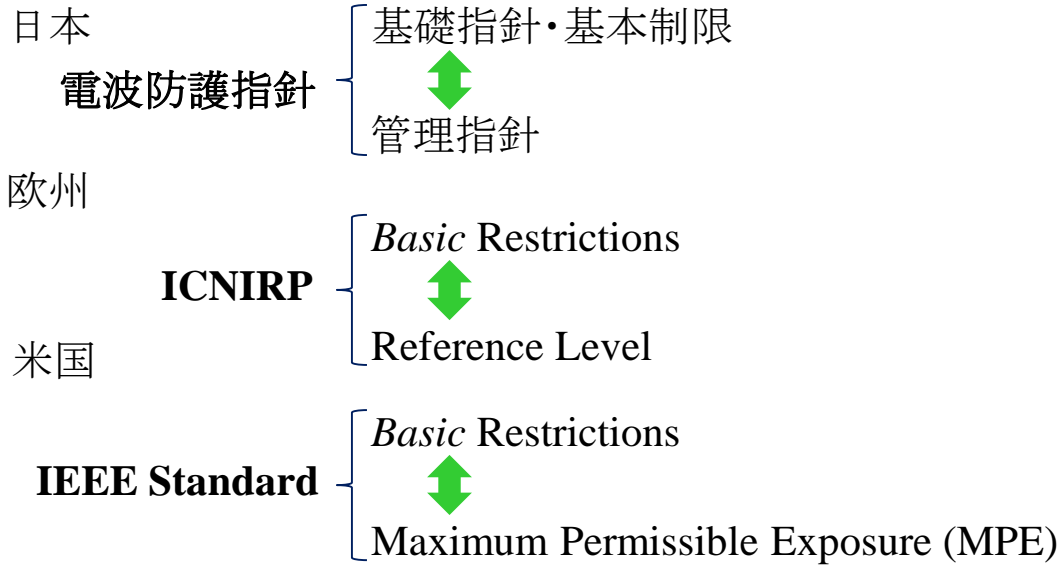 日本
基礎指針・基本制限
電波防護指針
管理指針
欧州
Basic Restrictions
ICNIRP
Reference Level
米国
Basic Restrictions
IEEE Standard
Maximum Permissible Exposure (MPE)